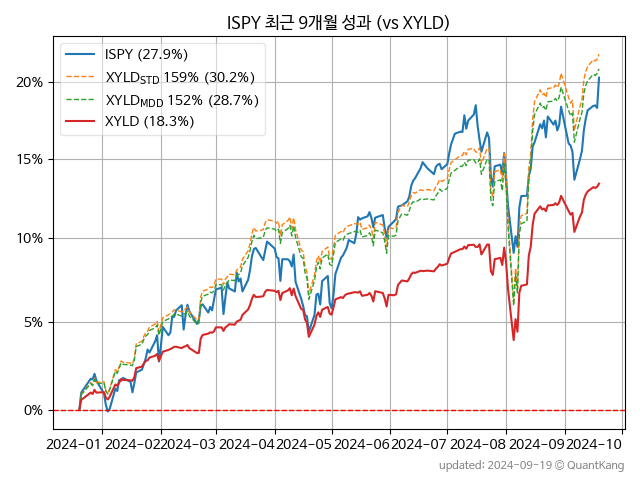 ISPY 최근 9개월 성과 (vs XYLD)
ISPY (27.9%)
XYLD_STD 159% (30.2%)
XYLD_MDD 152% (28.7%)
XYLD (18.3%)
20%
15%
10%
5%
0%
2024-01 2024-02 2024-03 2024-04 2024-05 2024-06 2024-07 2024-08 2024-09 2024-10
updated: 2024-09-19 © QuantKang